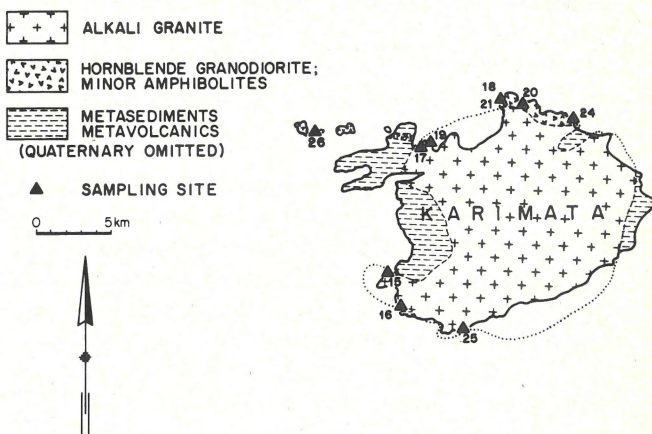 ALKALI GRANITE
HORNBLENDE GRANODIORITE;
MINOR AMPHIBOLITES
METASEDIMENTS
METAVOLCANICS
(QUATERNARY OMITTED)
SAMPLING SITE
0 5km
18
20
21
24
26
19
17
KARIMATA
15
16
25